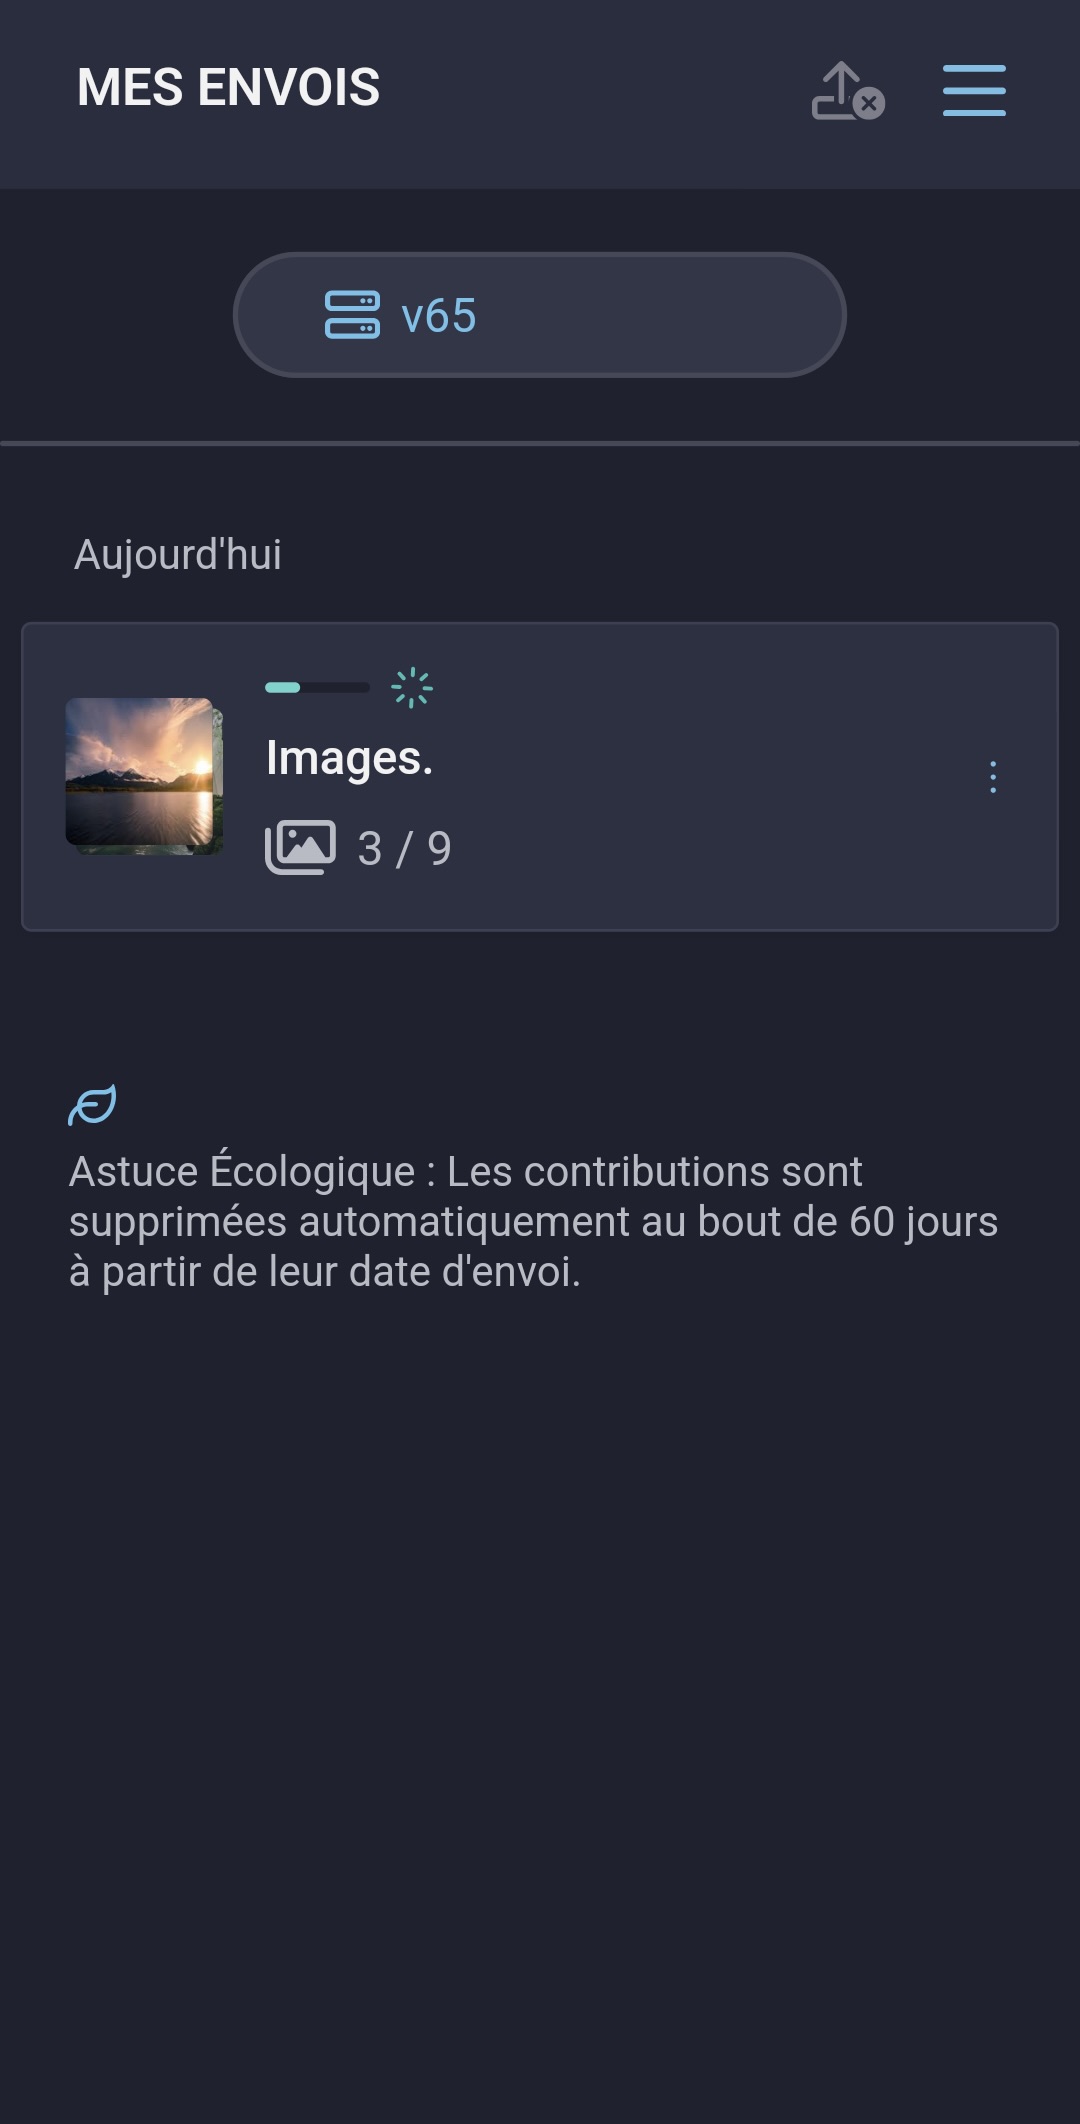 MES ENVOIS
v65
Aujourd'hui
Images.
3 / 9
Astuce Écologique : Les contributions sont
supprimées automatiquement au bout de 60 jours
à partir de leur date d'envoi.